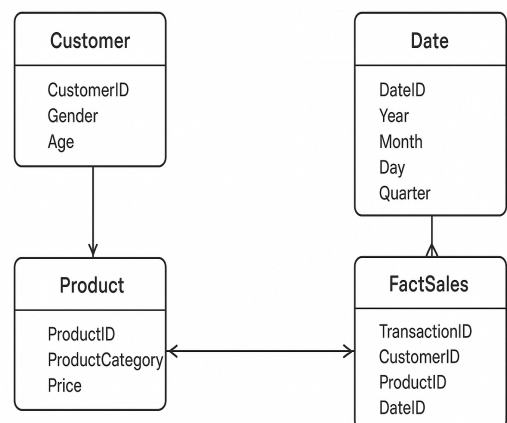 Customer
CustomerID
Gender
Age
Date
DateID
Year
Month
Day
Quarter
Product
ProductID
ProductCategory
Price
FactSales
TransactionID
CustomerID
ProductID
DateID